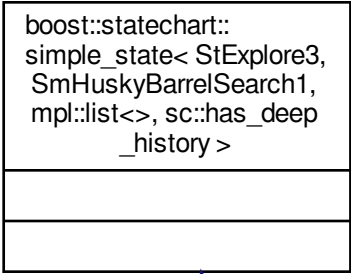 boost::statechart::
simple_state< StExplore3,
SmHuskyBarrelSearch1,
mpl::list<>, sc::has_deep
_history >